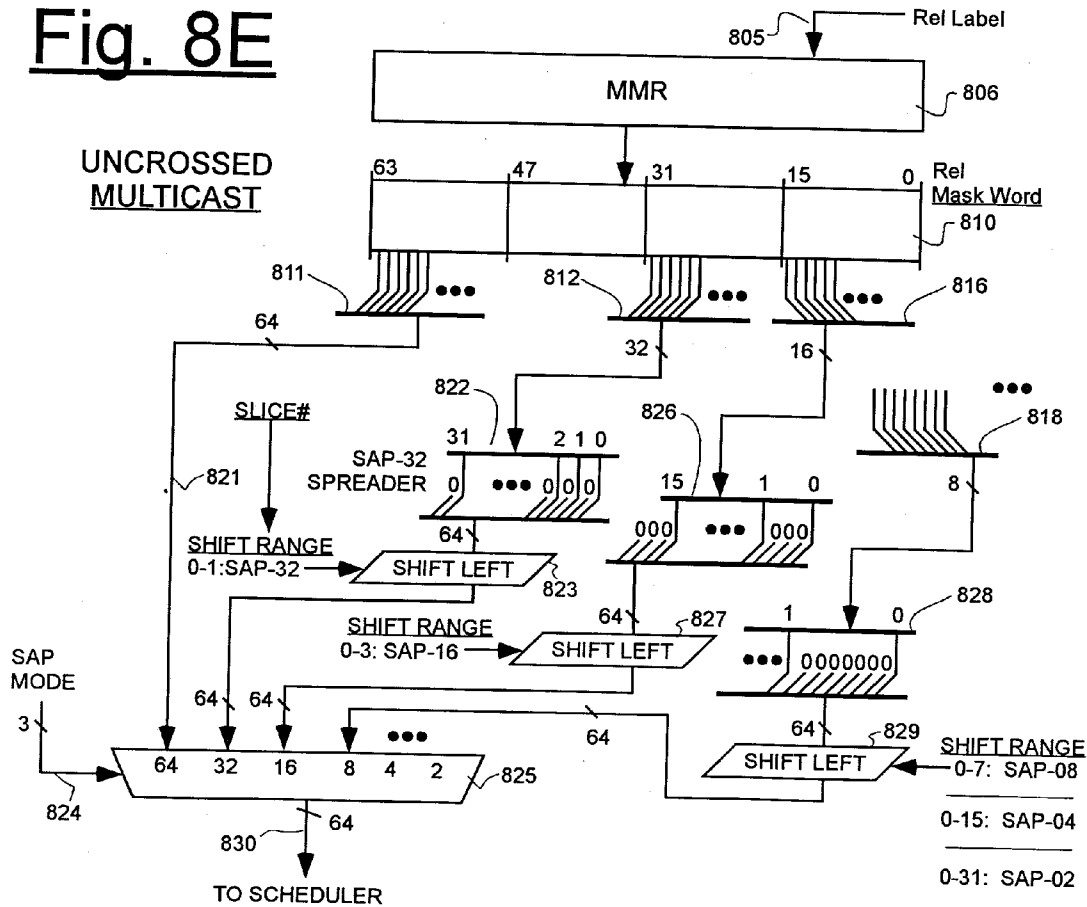 Fig. 8E
805
Rel Label
MMR
806
UNCROSSED
MULTICAST
63 47 31 15 0
Rel
Mask Word
810
811
812
816
64
32
16
SLICE#
822
826
818
821
31 2 1 0
SAP-32
SPREADER
0 0 0 0
15 1 0
8
000 000
64
SHIFT RANGE
0-1:SAP-32
SHIFT LEFT
823
1 0
828
SHIFT RANGE
0-3: SAP-16
64
827
SHIFT LEFT
0000000
SAP
MODE
3
64 64
64
64
829
SHIFT LEFT
SHIFT RANGE
0-7: SAP-08
0-15: SAP-04
0-31: SAP-02
64 32 16 8 4 2
825
824
64
830
TO SCHEDULER